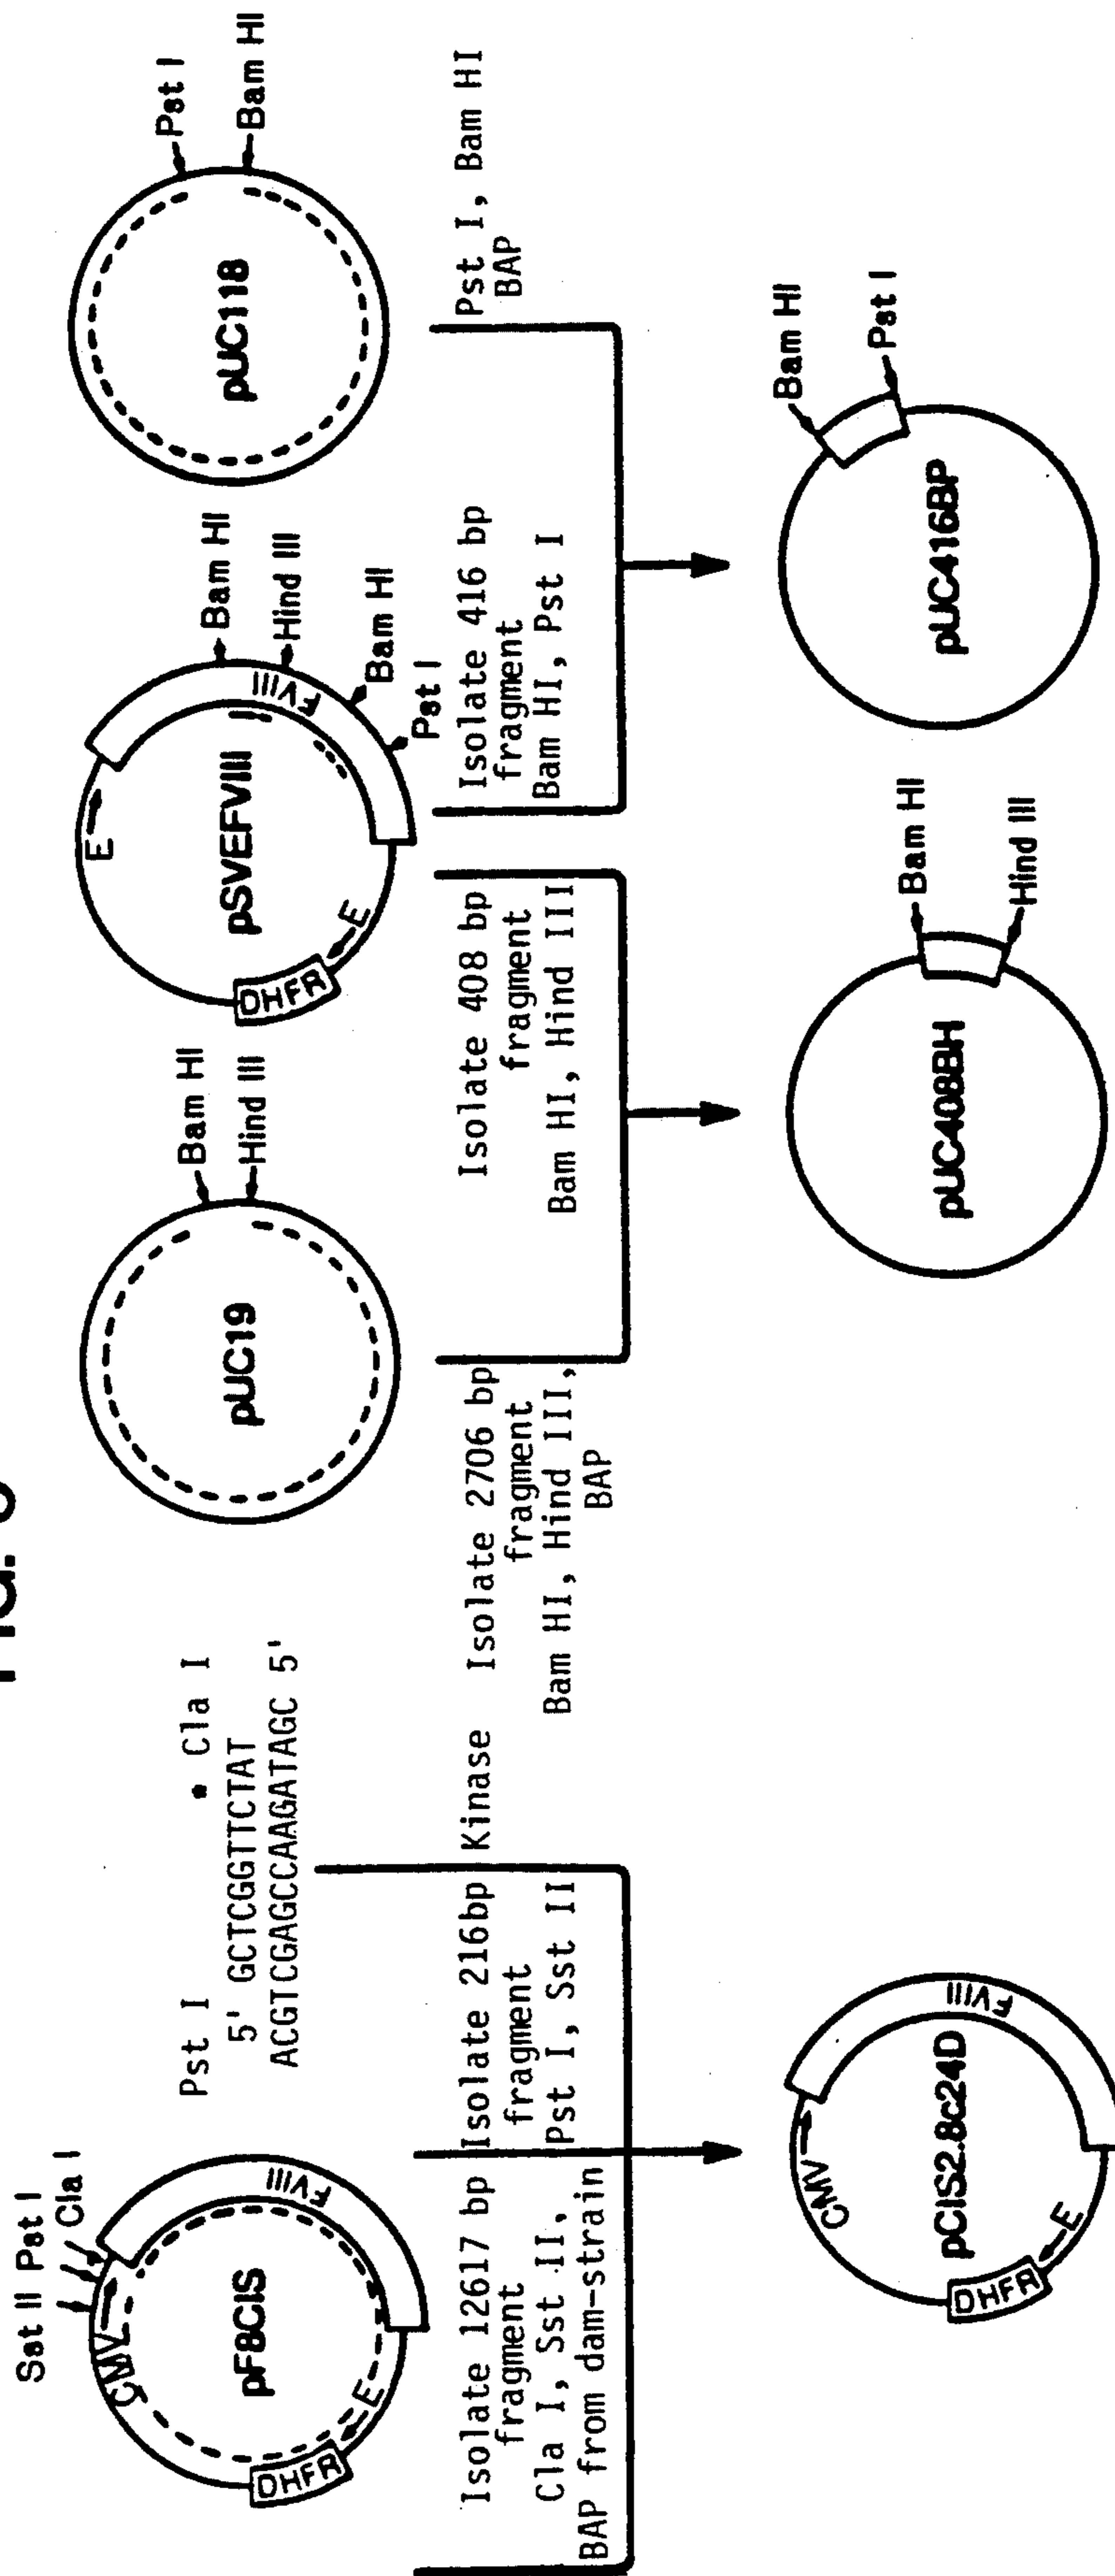 Sst II Pst I
Cla I
CMV
FVIII
pF8CIS
DHFR
E
Pst I * Cla I
5' GCTCGGTTCTAT
ACGTCGAGCCAAGATAGC 5'
Bam HI
Hind III
pUC19
E
Bam HI
Hind III
FVIII
pSVEFVIII
Bam HI
Pst I
DHFR
E
Pst I
Bam HI
pUC118
Isolate 12617 bp
fragment
Cla I, Sst II,
BAP from dam-strain
Isolate 216bp
fragment
Pst I, Sst II
Kinase
Isolate 2706 bp
fragment
Bam HI, Hind III,
BAP
Isolate 408 bp
fragment
Bam HI, Hind III
Isolate 416 bp
fragment
Bam HI, Pst I
Pst I, Bam HI
BAP
CMV
FVIII
pCIS2.8c24D
DHFR
E
Bam HI
Hind III
pUC408BH
Bam HI
Pst I
pUC416BP